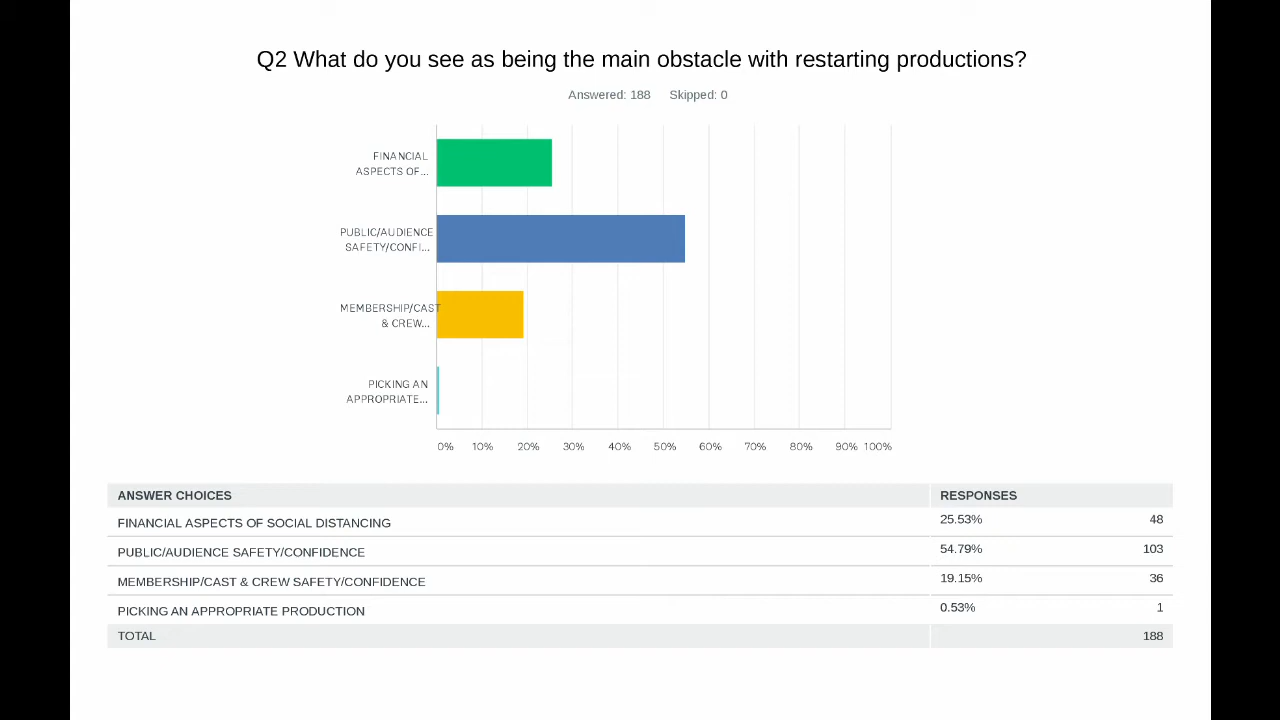 Q2 What do you see as being the main obstacle with restarting productions?
Answered: 188 Skipped: 0
FINANCIAL
ASPECTS OF...
PUBLIC/AUDIENCE
SAFETY/CONFI...
MEMBERSHIP/CAST
& CREW...
PICKING AN
APPROPRIATE...
0% 10% 20% 30% 40% 50% 60% 70% 80% 90% 100%
ANSWER CHOICES RESPONSES
FINANCIAL ASPECTS OF SOCIAL DISTANCING 25.53% 48
PUBLIC/AUDIENCE SAFETY/CONFIDENCE 54.79% 103
MEMBERSHIP/CAST & CREW SAFETY/CONFIDENCE 19.15% 36
PICKING AN APPROPRIATE PRODUCTION 0.53% 1
TOTAL 188